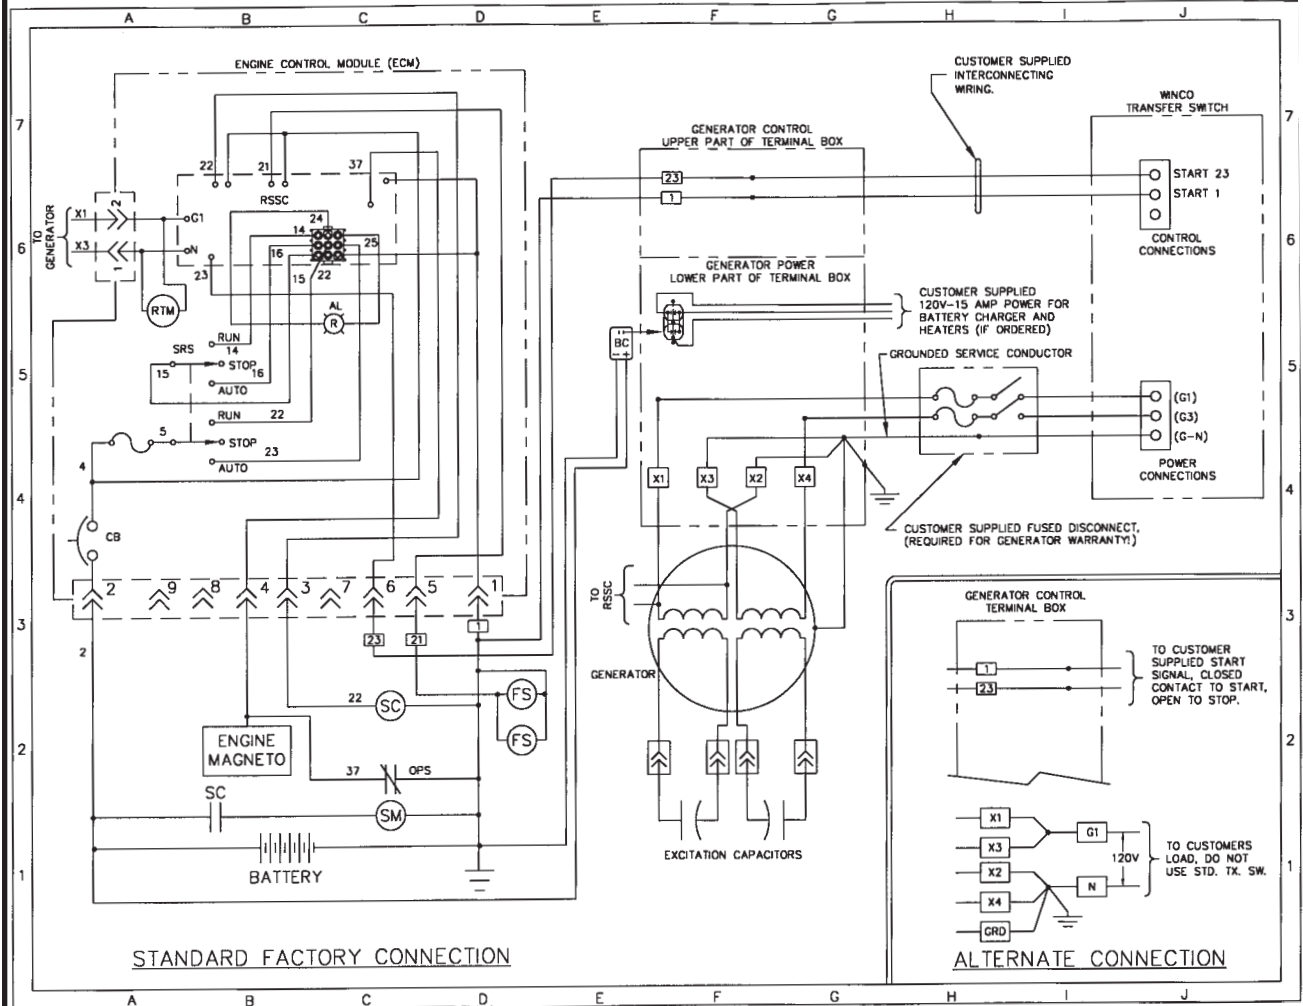 A B C D E F G H I J
7
6
5
4
3
2
1
ENGINE CONTROL MODULE (ECM)
22
21
37
RSSC
2
X1
G1
TO
GENERATOR
X3
N
1
24
14
16
25
23
15
22
RTM
AL
R
RUN
14
SRS
15
STOP
16
AUTO
RUN
22
5
STOP
23
AUTO
4
CB
2 9 8 4 3 7 6 5 1
23
21
1
2
22
SC
FS
FS
ENGINE
MAGNETO
37
OPS
SC
SM
BATTERY
STANDARD FACTORY CONNECTION
GENERATOR CONTROL
UPPER PART OF TERMINAL BOX
23
1
GENERATOR POWER
LOWER PART OF TERMINAL BOX
BC
- +
CUSTOMER SUPPLIED
120V-15 AMP POWER FOR
BATTERY CHARGER AND
HEATERS (IF ORDERED)
GROUNDED SERVICE CONDUCTOR
X1
X3
X2
X4
TO
RSSC
GENERATOR
EXCITATION CAPACITORS
CUSTOMER SUPPLIED
INTERCONNECTING
WIRING.
WINCO
TRANSFER SWITCH
START 23
START 1
CONTROL
CONNECTIONS
(G1)
(G3)
(G-N)
POWER
CONNECTIONS
CUSTOMER SUPPLIED FUSED DISCONNECT,
(REQUIRED FOR GENERATOR WARRANTY!)
GENERATOR CONTROL
TERMINAL BOX
1
23
TO CUSTOMER
SUPPLIED START
SIGNAL, CLOSED
CONTACT TO START,
OPEN TO STOP.
X1
X3
X2
X4
GRD
G1
120V
N
TO CUSTOMERS
LOAD, DO NOT
USE STD. TX. SW.
ALTERNATE CONNECTION
7
6
5
4
3
2
1
A B C D E F G H I J